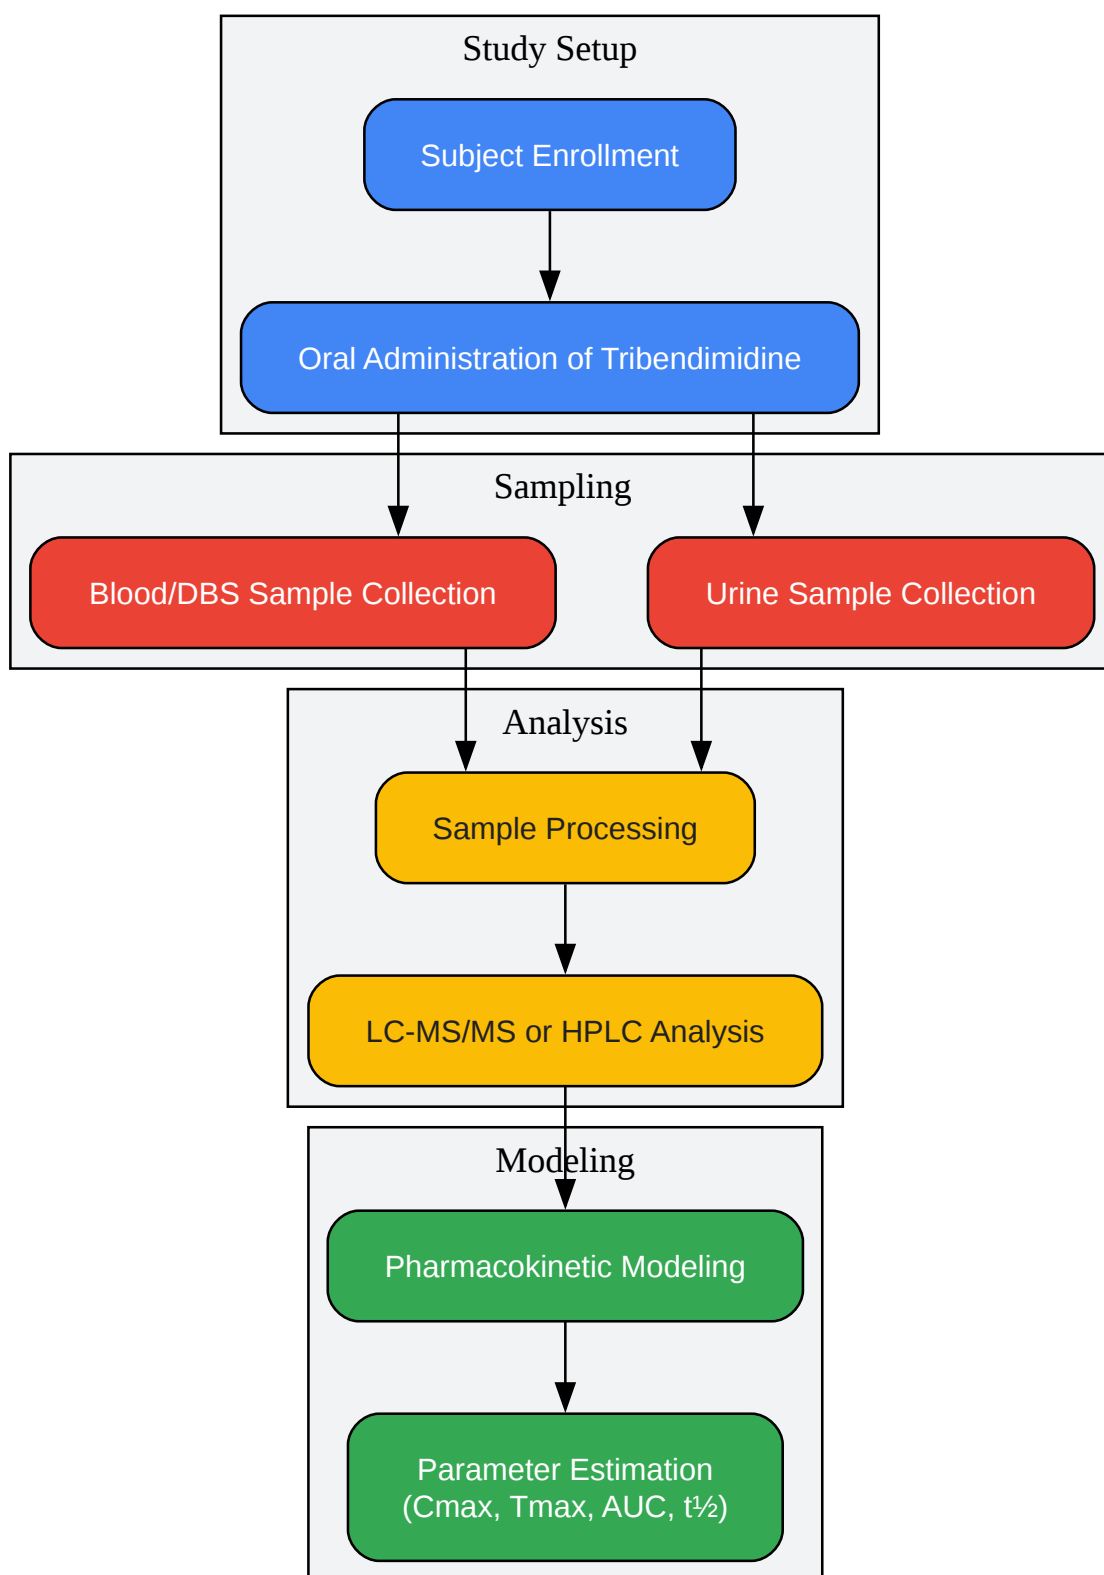 Study Setup
Subject Enrollment
Oral Administration of Tribendimidine
Sampling
Blood/DBS Sample Collection
Urine Sample Collection
Analysis
Sample Processing
LC-MS/MS or HPLC Analysis
Modeling
Pharmacokinetic Modeling
Parameter Estimation
(Cmax, Tmax, AUC, t½)